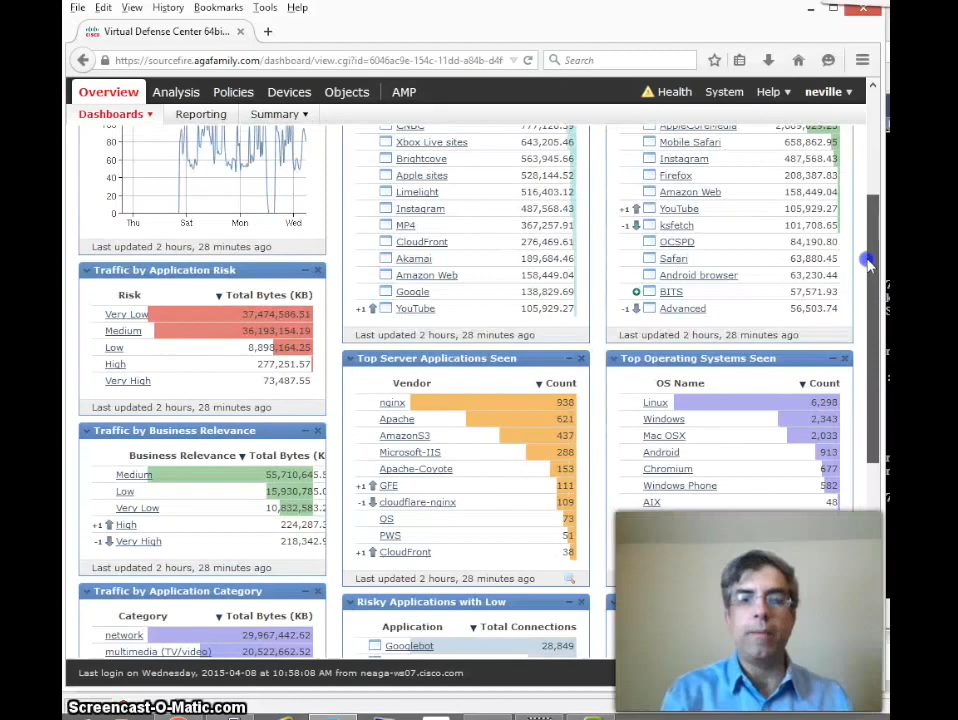 File Edit View History Bookmarks Tools Help
Virtual Defense Center 64bi...
https://sourcefire.agafamily.com/dashboard/view.cgi?id=6046ac9e-154c-11dd-a84b-d4f
Search
Overview Analysis Policies Devices Objects AMP Health System Help neville
Dashboards Reporting Summary
80
60
40
20
0
Thu Sat Mon Wed
Last updated 2 hours, 28 minutes ago
Traffic by Application Risk
Risk Total Bytes (KB)
Very Low 37,474,586.51
Medium 36,193,154.19
Low 8,898,164.25
High 277,251.57
Very High 73,487.55
Last updated 2 hours, 28 minutes ago
Traffic by Business Relevance
Business Relevance Total Bytes (K
Medium 55,710,645.5
Low 15,930,785.0
Very Low 10,832,583.2
+1 High 224,287.3
-1 Very High 218,342.9
Last updated 2 hours, 28 minutes ago
Traffic by Application Category
Category Total Bytes (KB)
network 29,967,442.62
multimedia (TV/video) 20,522,662.52
CNBC 777,126.59
Xbox Live sites 643,205.46
Brightcove 563,945.66
Apple sites 528,144.52
Limelight 516,403.12
Instagram 487,568.43
MP4 367,257.91
CloudFront 276,469.61
Akamai 189,684.46
Amazon Web 158,449.04
Google 138,829.69
+1 YouTube 105,929.27
Last updated 2 hours, 28 minutes ago
Top Server Applications Seen
Vendor Count
nginx 938
Apache 621
AmazonS3 437
Microsoft-IIS 288
Apache-Coyote 153
+1 GFE 111
-1 cloudflare-nginx 109
OS 73
PWS 51
+1 CloudFront 38
Last updated 2 hours, 28 minutes ago
Risky Applications with Low
Application Total Connections
Googlebot 28,849
AppleCoreMedia
Mobile Safari 658,862.95
Instagram 487,568.43
Firefox 208,387.83
Amazon Web 158,449.04
+1 YouTube 105,929.27
-1 ksfetch 101,708.65
OCSPD 84,190.80
Safari 63,880.45
Android browser 63,230.44
BITS 57,571.93
-1 Advanced 56,503.74
Last updated 2 hours, 28 minutes ago
Top Operating Systems Seen
OS Name Count
Linux 6,298
Windows 2,343
Mac OSX 2,033
Android 913
Chromium 677
Windows Phone 582
AIX 48
Last login on Wednesday, 2015-04-08 at 10:58:08 AM from neaga-ws07.cisco.com
Screencast-O-Matic.com